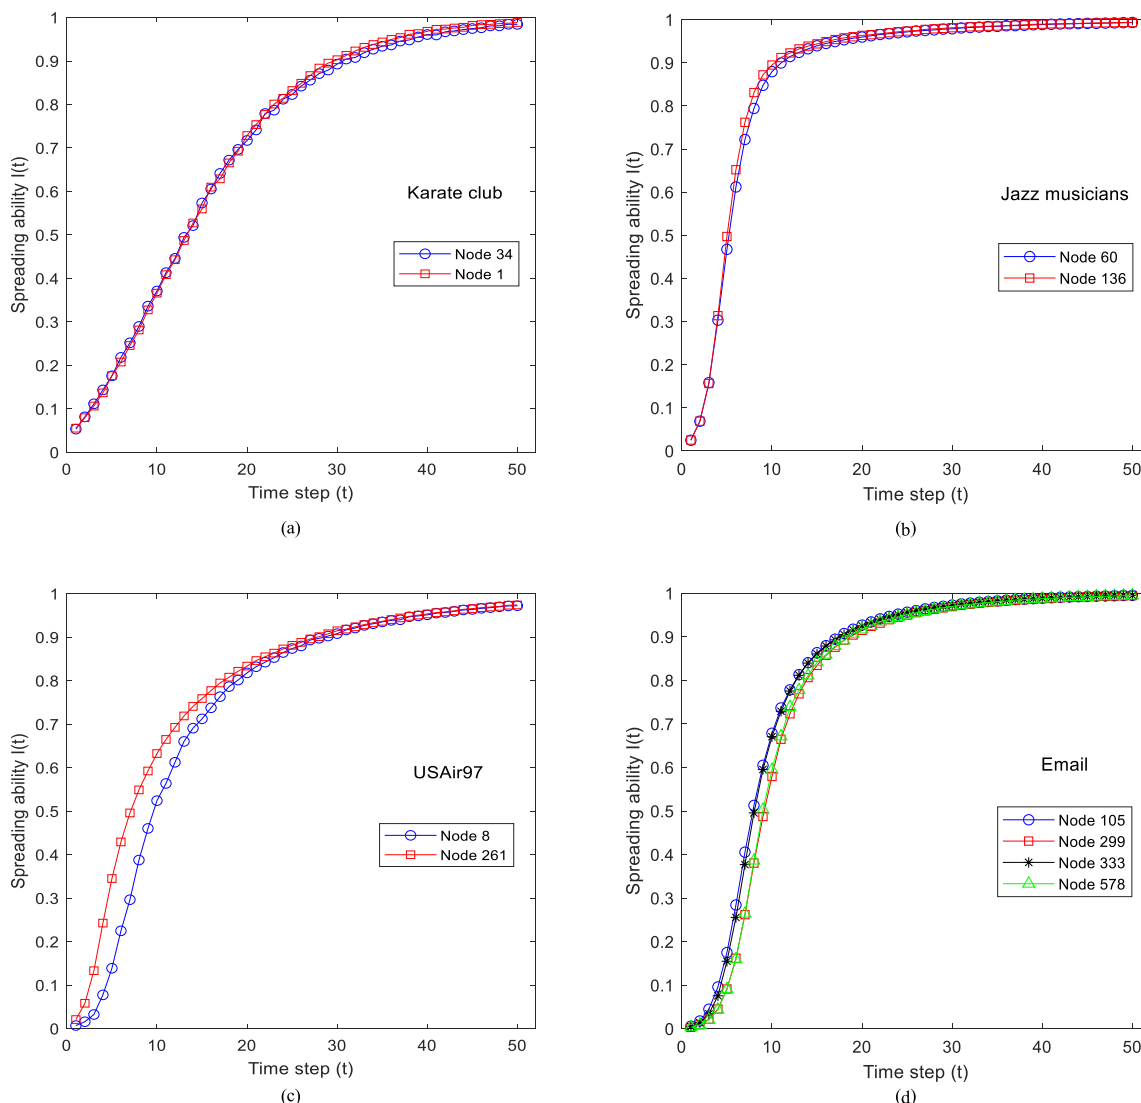 1
0.9
0.8
0.7
0.6
0.5
0.4
0.3
0.2
0.1
0
Spreading ability I(t)
Karate club
Node 34
Node 1
0 10 20 30 40 50
Time step (t)
(a)
1
0.9
0.8
0.7
0.6
0.5
0.4
0.3
0.2
0.1
0
Spreading ability I(t)
Jazz musicians
Node 60
Node 136
0 10 20 30 40 50
Time step (t)
(b)
1
0.9
0.8
0.7
0.6
0.5
0.4
0.3
0.2
0.1
0
Spreading ability I(t)
USAir97
Node 8
Node 261
0 10 20 30 40 50
Time step (t)
(c)
1
0.9
0.8
0.7
0.6
0.5
0.4
0.3
0.2
0.1
0
Spreading ability I(t)
Email
Node 105
Node 299
Node 333
Node 578
0 10 20 30 40 50
Time step (t)
(d)